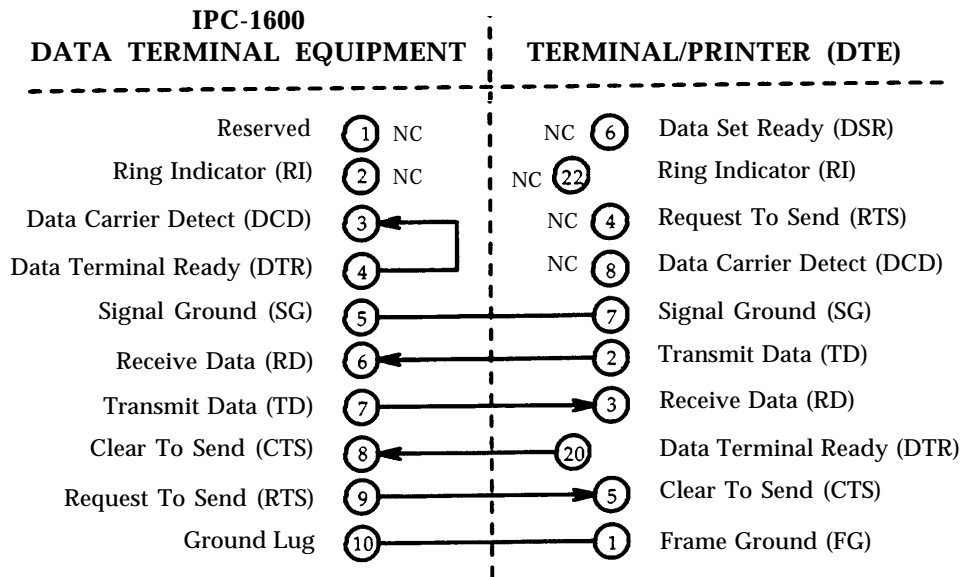 IPC-1600
DATA TERMINAL EQUIPMENT TERMINAL/PRINTER (DTE)
Reserved 1 NC NC 6 Data Set Ready (DSR)
Ring Indicator (RI) 2 NC NC 22 Ring Indicator (RI)
Data Carrier Detect (DCD) 3 NC 4 Request To Send (RTS)
Data Terminal Ready (DTR) 4 NC 8 Data Carrier Detect (DCD)
Signal Ground (SG) 5 7 Signal Ground (SG)
Receive Data (RD) 6 2 Transmit Data (TD)
Transmit Data (TD) 7 3 Receive Data (RD)
Clear To Send (CTS) 8 20 Data Terminal Ready (DTR)
Request To Send (RTS) 9 5 Clear To Send (CTS)
Ground Lug 10 1 Frame Ground (FG)